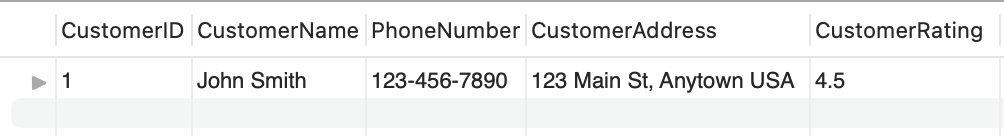 CustomerID CustomerName PhoneNumber CustomerAddress CustomerRating
1 John Smith 123-456-7890 123 Main St, Anytown USA 4.5